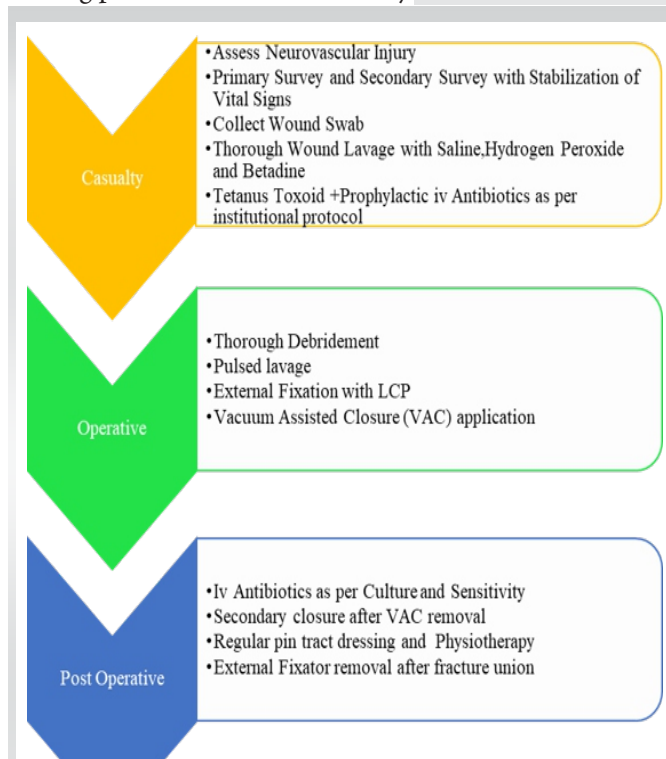 •Assess Neurovascular Injury
•Primary Survey and Secondary Survey with Stabilization of
Vital Signs
•Collect Wound Swab
•Thorough Wound Lavage with Saline,Hydrogen Peroxide
and Betadine
•Tetanus Toxoid +Prophylactic iv Antibiotics as per
institutional protocol
Casualty
•Thorough Debridement
•Pulsed lavage
•External Fixation with LCP
•Vacuum Assisted Closure (VAC) application
Operative
•Iv Antibiotics as per Culture and Sensitivity
•Secondary closure after VAC removal
•Regular pin tract dressing and Physiotherapy
•External Fixator removal after fracture union
Post Operative